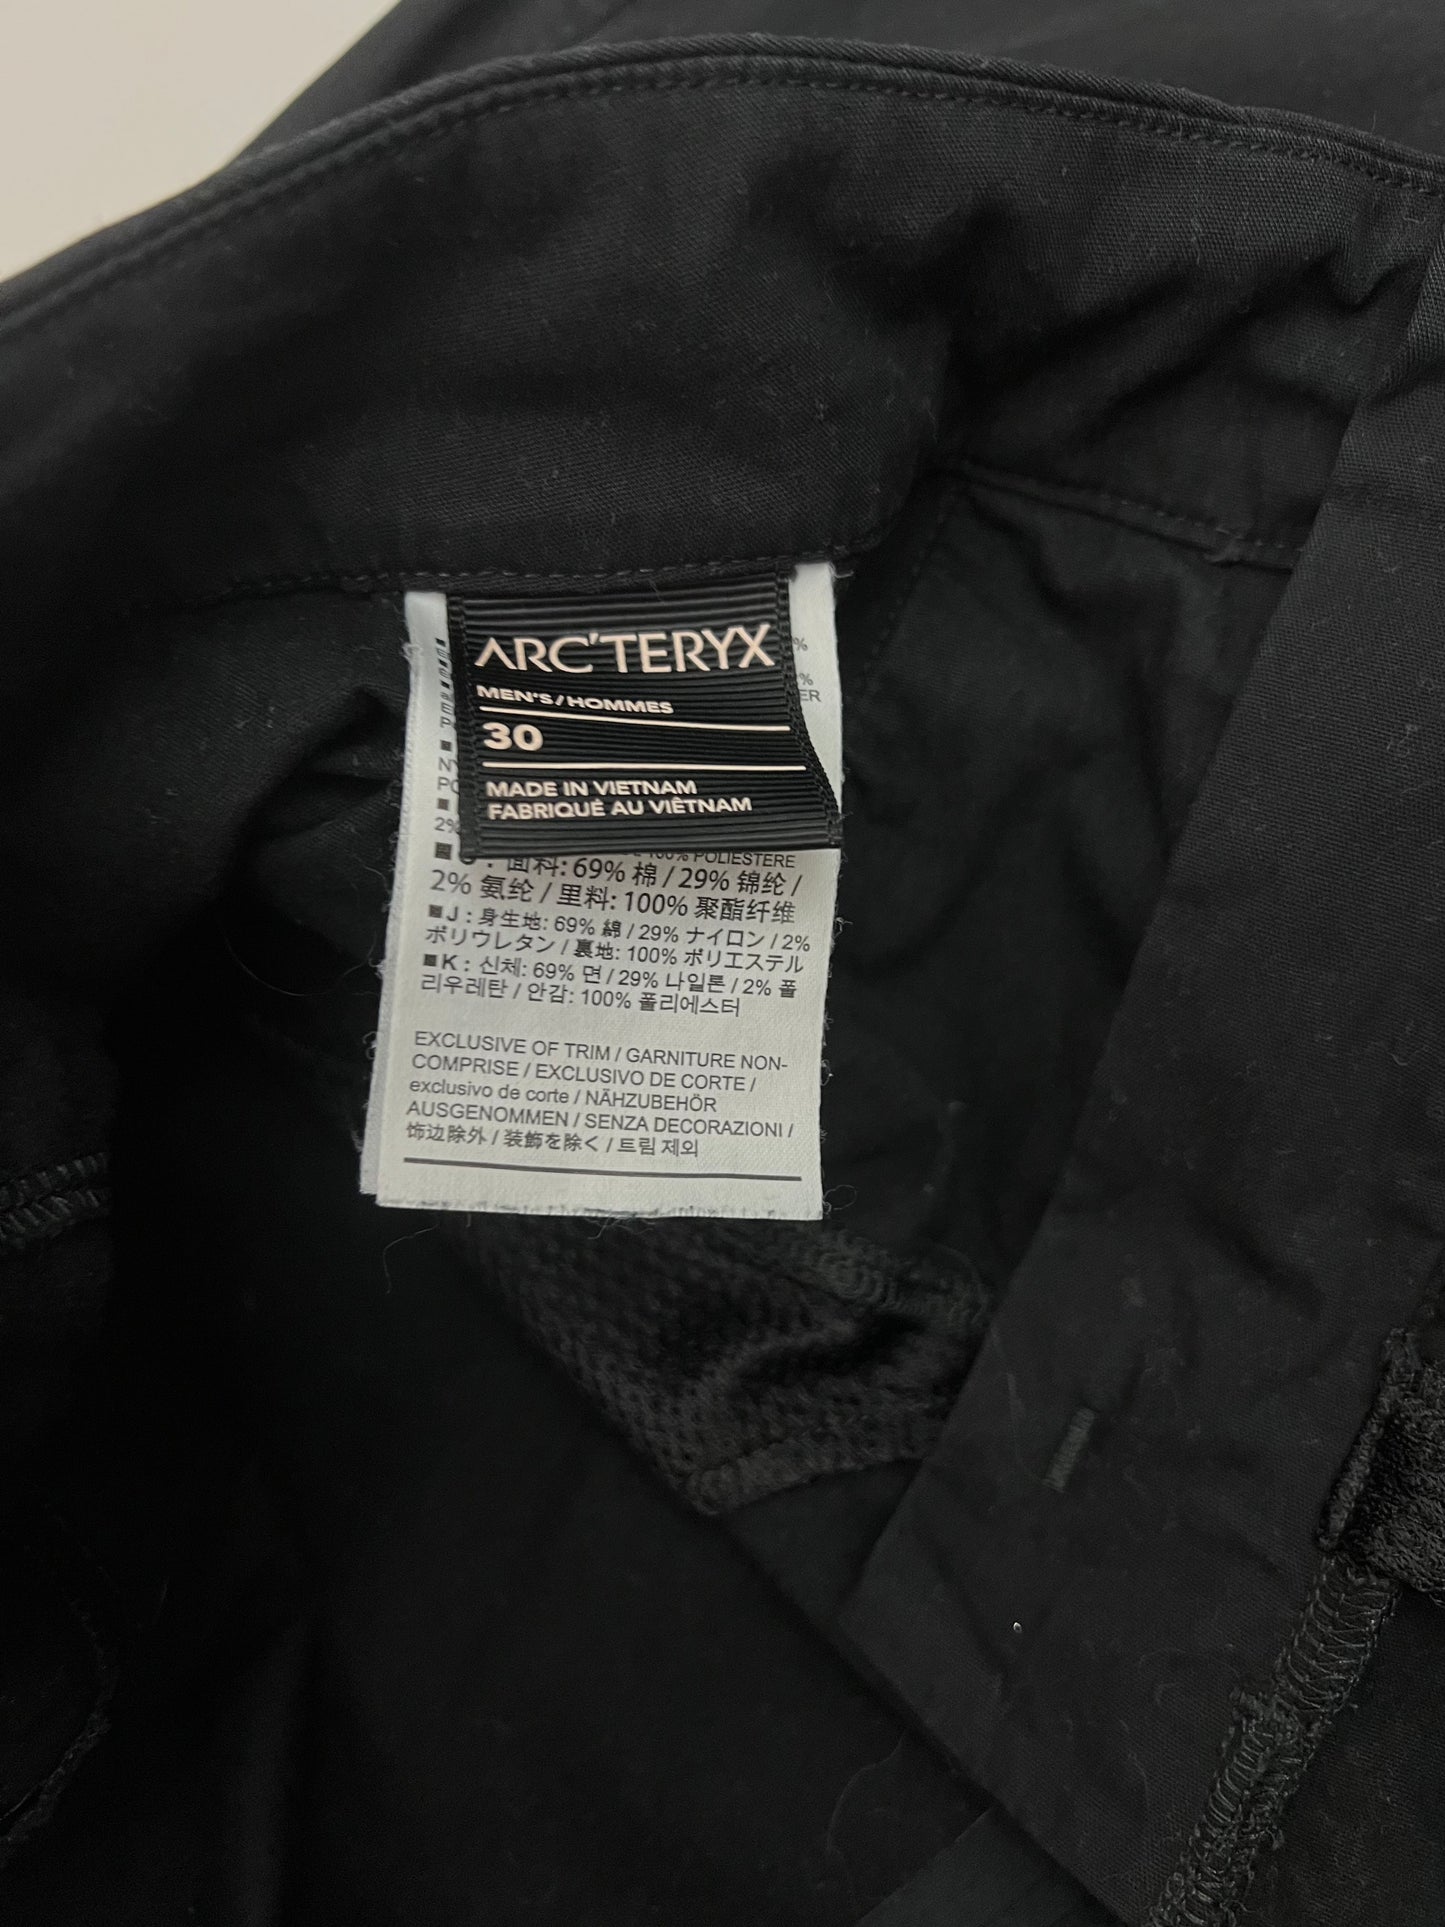 ARC'TERYX
MEN'S/HOMMES
30
MADE IN VIETNAM
FABRIQUÉ AU VIÊTNAM
%
%
ER
2%
100% POLIESTERE
面料: 69% 棉 / 29% 锦纶 /
2% 氨纶 / 里料: 100% 聚酯纤维
■J : 身生地: 69% 綿 / 29% ナイロン / 2%
ポリウレタン / 裏地: 100% ポリエステル
■K : 신체: 69% 면 / 29% 나일론 / 2% 폴
리우레탄 / 안감: 100% 폴리에스터
EXCLUSIVE OF TRIM / GARNITURE NON-
COMPRISE / EXCLUSIVO DE CORTE /
exclusivo de corte / NÄHZUBEHÖR
AUSGENOMMEN / SENZA DECORAZIONI /
饰边除外 / 装飾を除く / 트림 제외